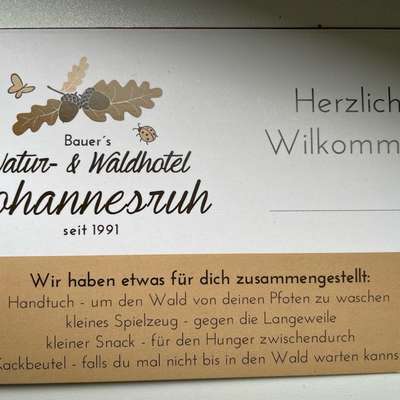 Bauer´s
Natur- & Waldhotel
Johannesruh
seit 1991
Herzlich
Wilkomm
Wir haben etwas für dich zusammengestellt:
Handtuch - um den Wald von deinen Pfoten zu waschen
kleines Spielzeug - gegen die Langeweile
kleiner Snack - für den Hunger zwischendurch
Kackbeutel - falls du mal nicht bis in den Wald warten kanns